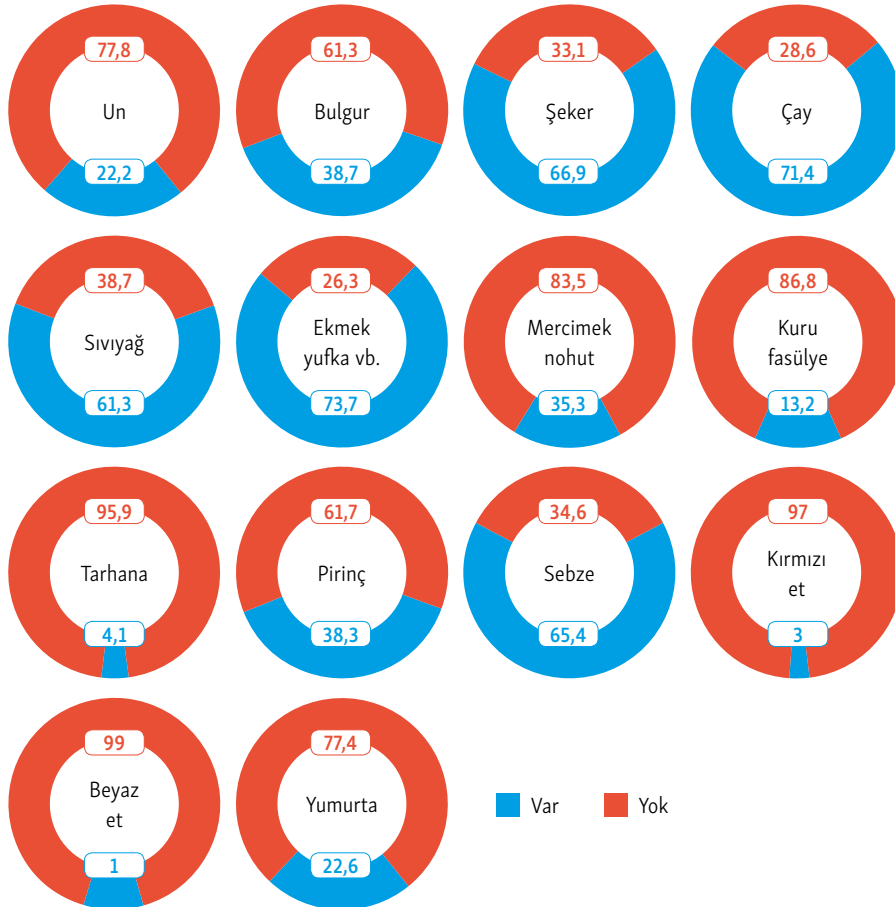 77,8
Un
22,2
61,3
Bulgur
38,7
33,1
Şeker
66,9
28,6
Çay
71,4
38,7
Sıvıyağ
61,3
26,3
Ekmek
yufka vb.
73,7
83,5
Mercimek
nohut
35,3
86,8
Kuru
fasülye
13,2
95,9
Tarhana
4,1
61,7
Pirinç
38,3
34,6
Sebze
65,4
97
Kırmızı
et
3
99
Beyaz
et
1
77,4
Yumurta
22,6
Var
Yok